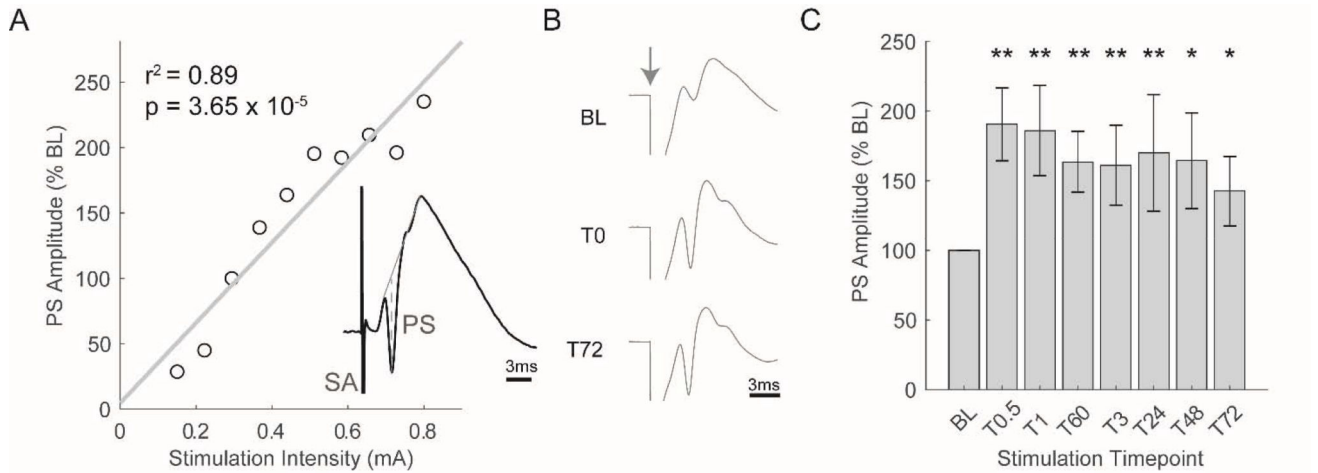 A
PS Amplitude (% BL)
250
200
150
100
50
0
r² = 0.89
p = 3.65 x 10⁻⁵
PS
SA
3ms
0 0.2 0.4 0.6 0.8
Stimulation Intensity (mA)
B
BL
T0
T72
3ms
C
PS Amplitude (% BL)
250
200
150
100
50
0
** ** ** ** ** * *
BL T0.5 T1 T60 T3 T24 T48 T72
Stimulation Timepoint